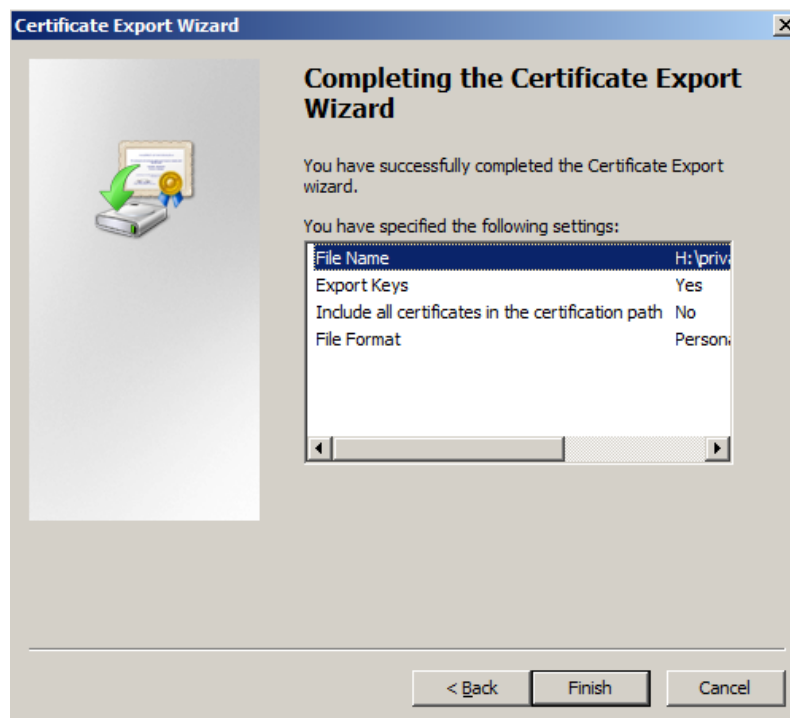 Certificate Export Wizard
Completing the Certificate Export
Wizard
You have successfully completed the Certificate Export
wizard.
You have specified the following settings:
File Name H:\priva
Export Keys Yes
Include all certificates in the certification path No
File Format Persona
< Back Finish Cancel